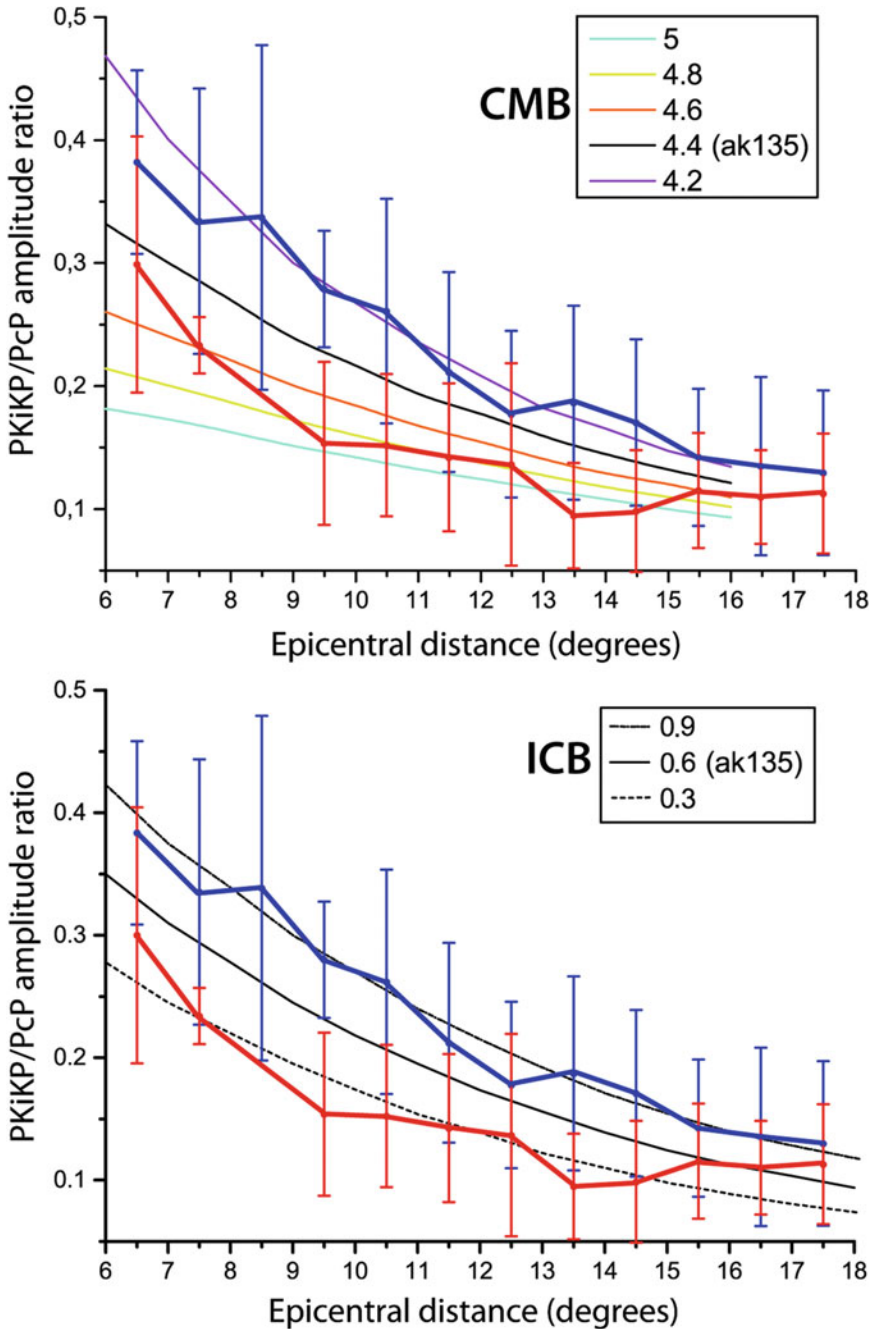 0,5
0,4
0,3
0,2
0,1
PKiKP/PcP amplitude ratio
CMB
5
4.8
4.6
4.4 (ak135)
4.2
6 7 8 9 10 11 12 13 14 15 16 17 18
Epicentral distance (degrees)
0.5
0.4
0.3
0.2
0.1
PKiKP/PcP amplitude ratio
ICB
0.9
0.6 (ak135)
0.3
6 7 8 9 10 11 12 13 14 15 16 17 18
Epicentral distance (degrees)